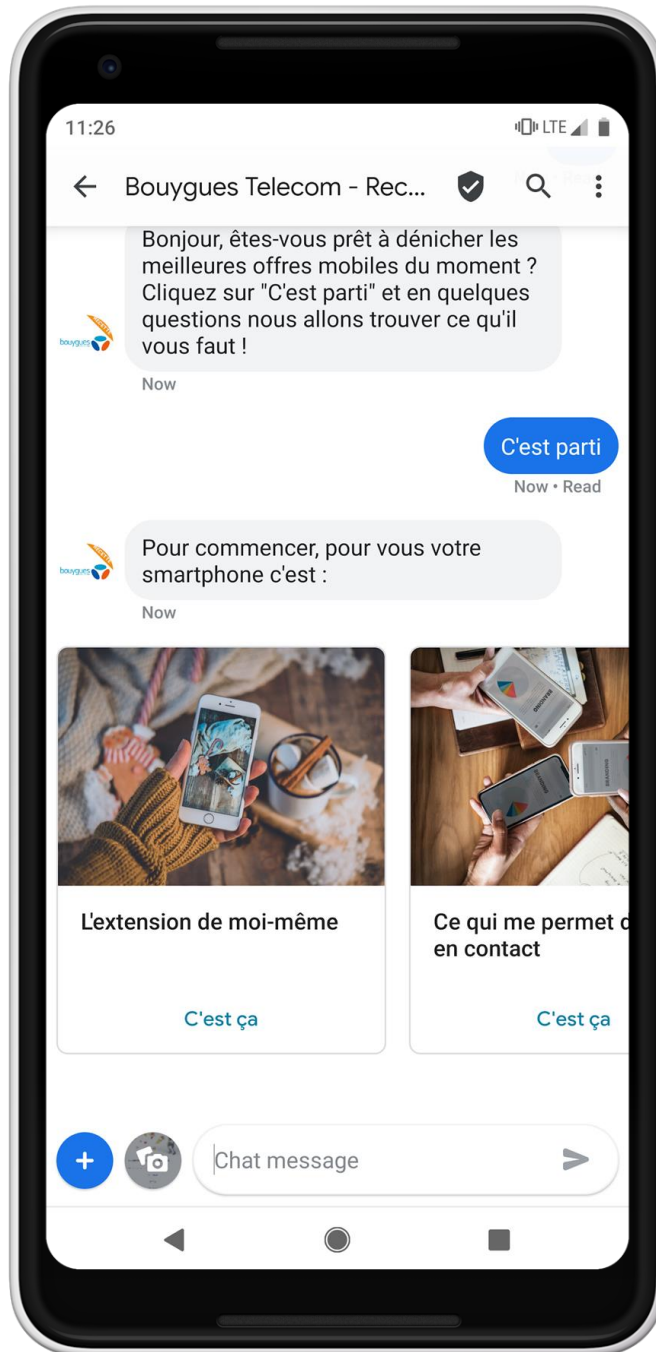 11:26
LTE
Bouygues Telecom - Rec...
Bonjour, êtes-vous prêt à dénicher les
meilleures offres mobiles du moment ?
Cliquez sur "C'est parti" et en quelques
questions nous allons trouver ce qu'il
vous faut !
bouygues
Now
C'est parti
Now • Read
Pour commencer, pour vous votre
smartphone c'est :
bouygues
Now
L'extension de moi-même
C'est ça
Ce qui me permet d
en contact
C'est ça
Chat message